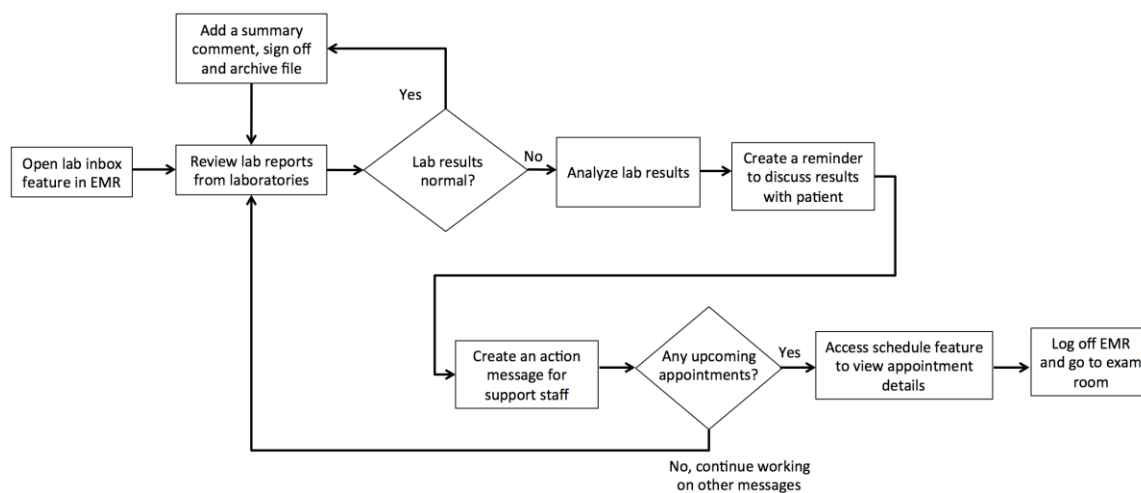 Add a summary
comment, sign off
and archive file
Yes
Open lab inbox
feature in EMR
Review lab reports
from laboratories
Lab results
normal?
No
Analyze lab results
Create a reminder
to discuss results
with patient
Create an action
message for
support staff
Any upcoming
appointments?
Yes
Access schedule feature
to view appointment
details
Log off EMR
and go to exam
room
No, continue working
on other messages